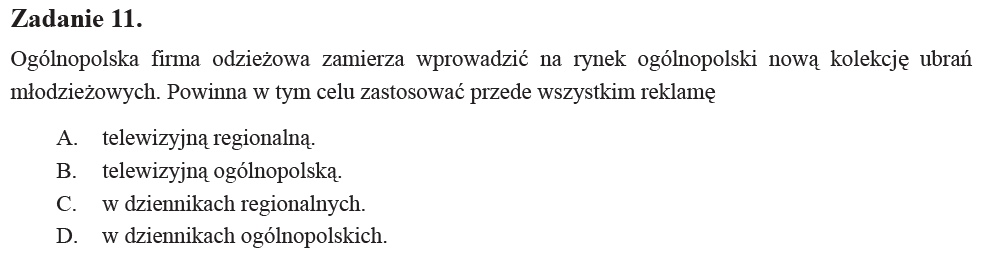 Zadanie 11.
Ogólnopolska firma odzieżowa zamierza wprowadzić na rynek ogólnopolski nową kolekcję ubrań
młodzieżowych. Powinna w tym celu zastosować przede wszystkim reklamę
A. telewizyjną regionalną.
B. telewizyjną ogólnopolską.
C. w dziennikach regionalnych.
D. w dziennikach ogólnopolskich.